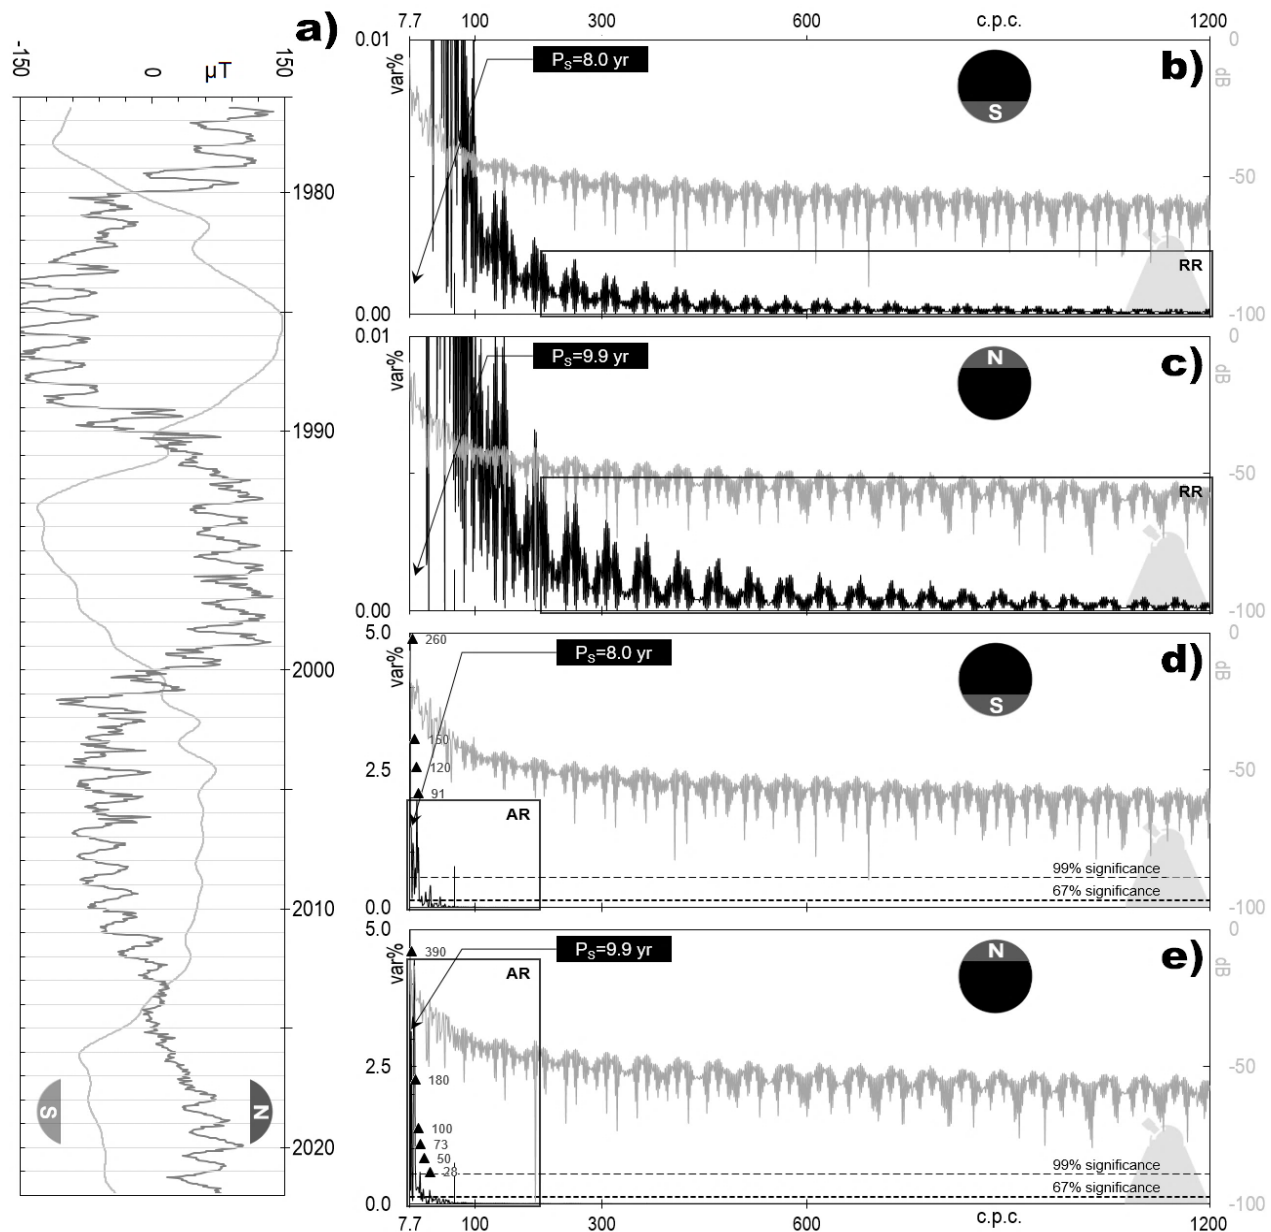 a)
-150 0 µT 150
1980
1990
2000
2010
2020
S N
7.7 100 300 600 c.p.c. 1200
b)
0.01 var% 0.00
P_S=8.0 yr
S
RR
0 dB -50 -100
c)
0.01 var% 0.00
P_S=9.9 yr
N
RR
0 dB -50 -100
d)
5.0 var% 2.5 0.0
260
150
120
91
P_S=8.0 yr
S
AR
99% significance
67% significance
0 dB -50 -100
e)
5.0 var% 2.5 0.0
390
180
100
73
50
28
P_S=9.9 yr
N
AR
99% significance
67% significance
0 dB -50 -100
7.7 100 300 600 c.p.c. 1200